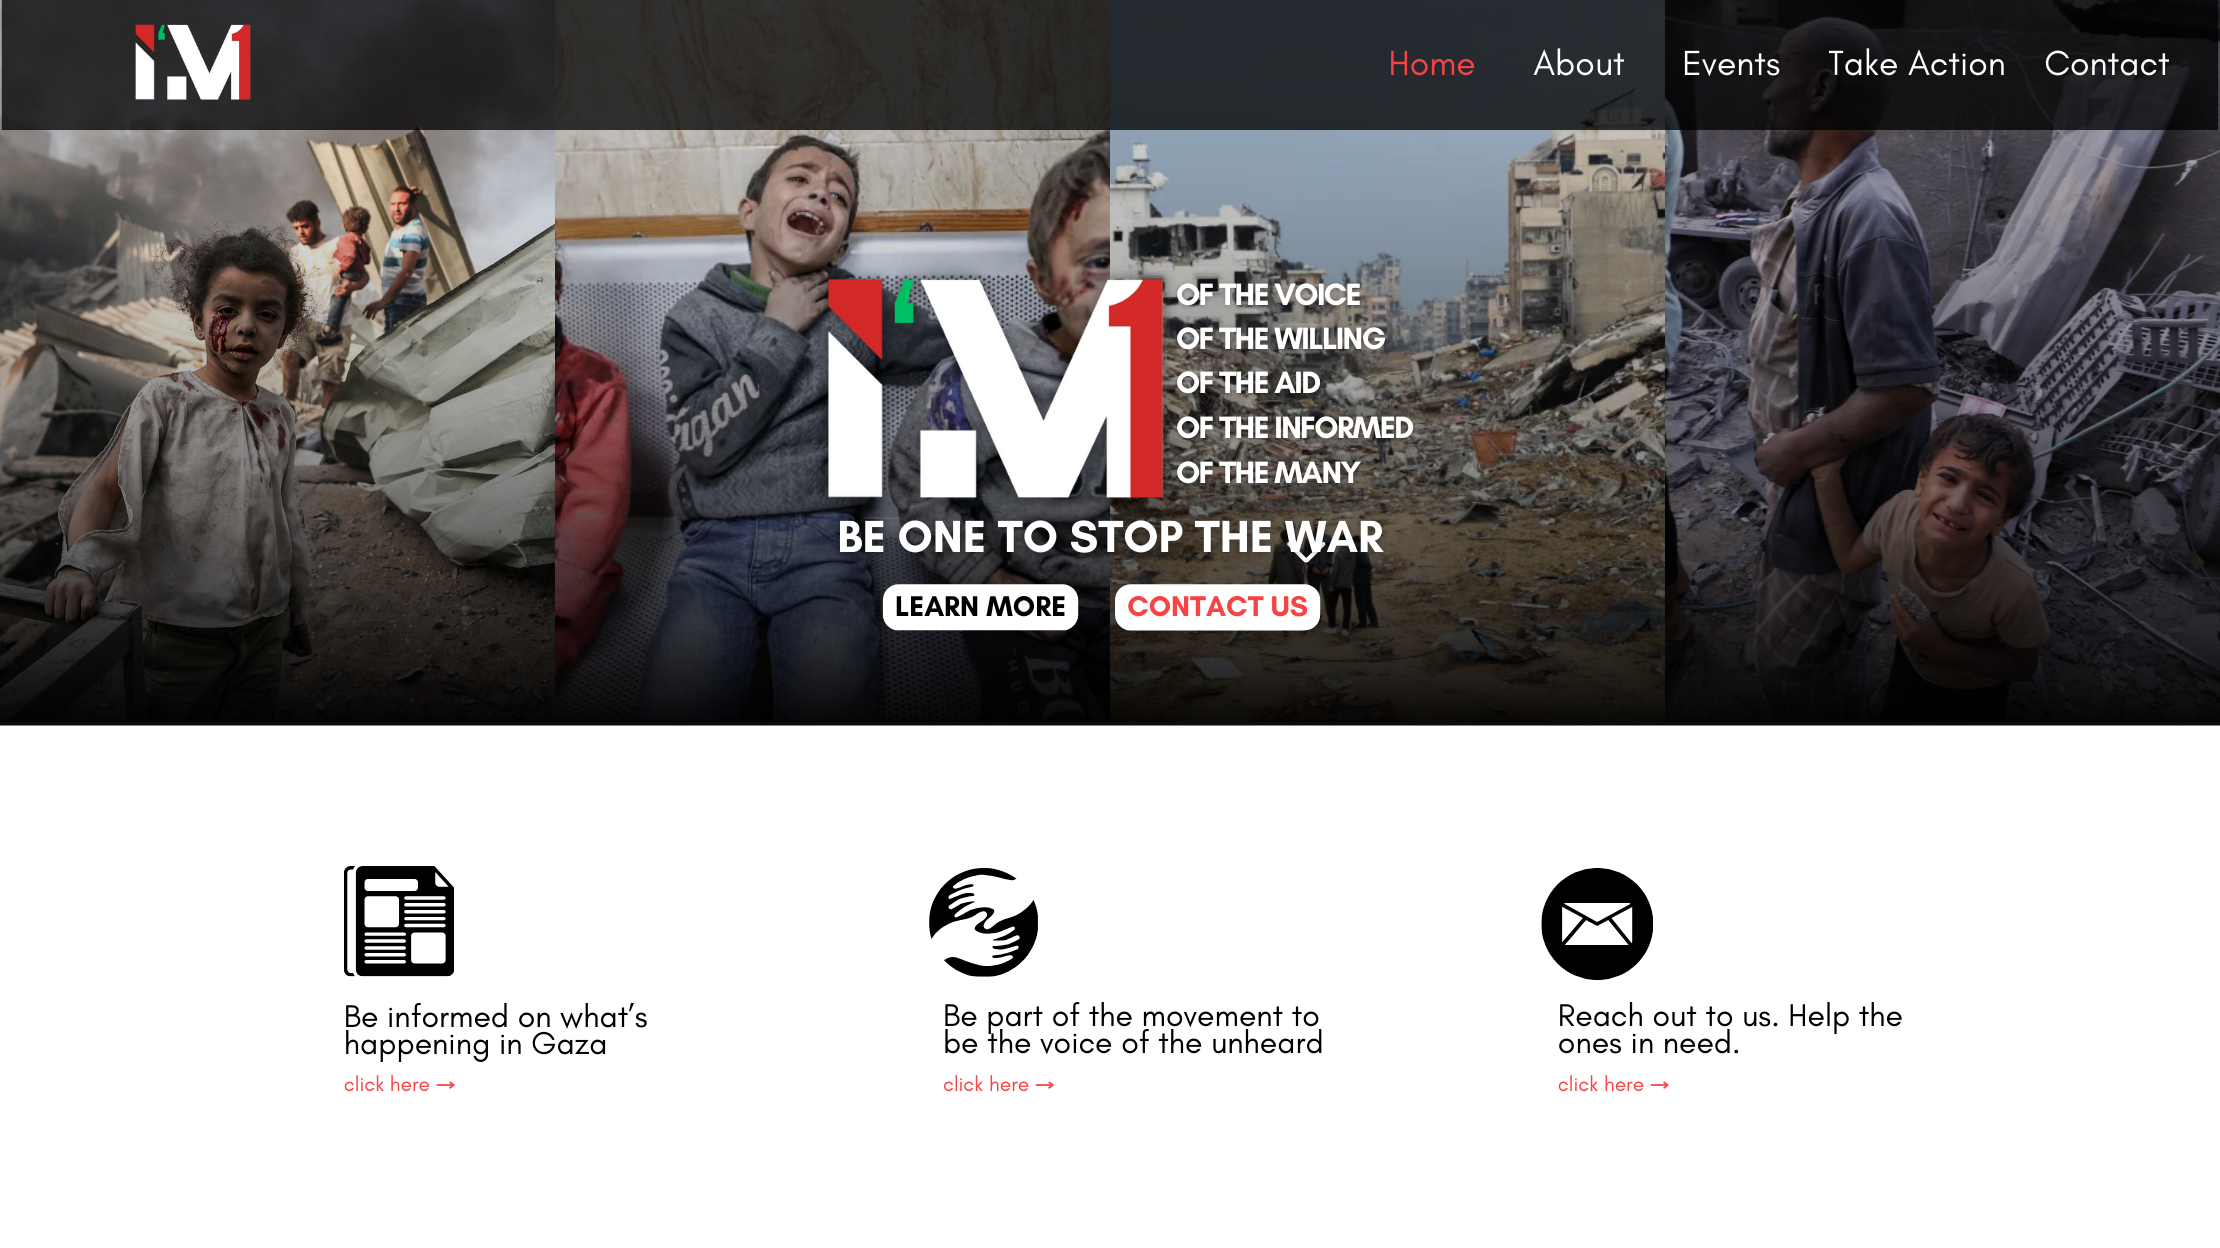 I'M1
Home About Events Take Action Contact
I'M1
OF THE VOICE
OF THE WILLING
OF THE AID
OF THE INFORMED
OF THE MANY
BE ONE TO STOP THE WAR
LEARN MORE
CONTACT US
Be informed on what's
happening in Gaza
click here →
Be part of the movement to
be the voice of the unheard
click here →
Reach out to us. Help the
ones in need.
click here →